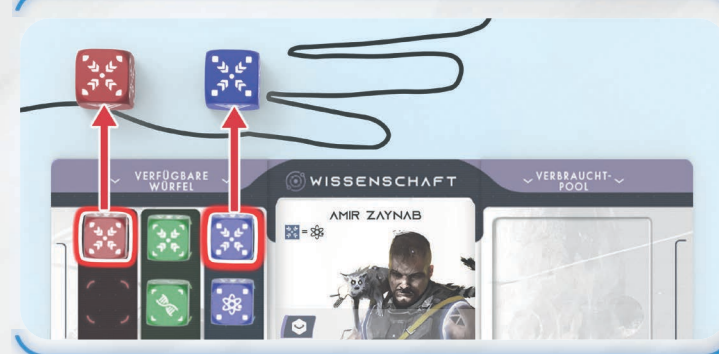 VERFÜGBARE
WÜRFEL
WISSENSCHAFT
VERBRAUCHT-
POOL
AMIR ZAYNAB
=